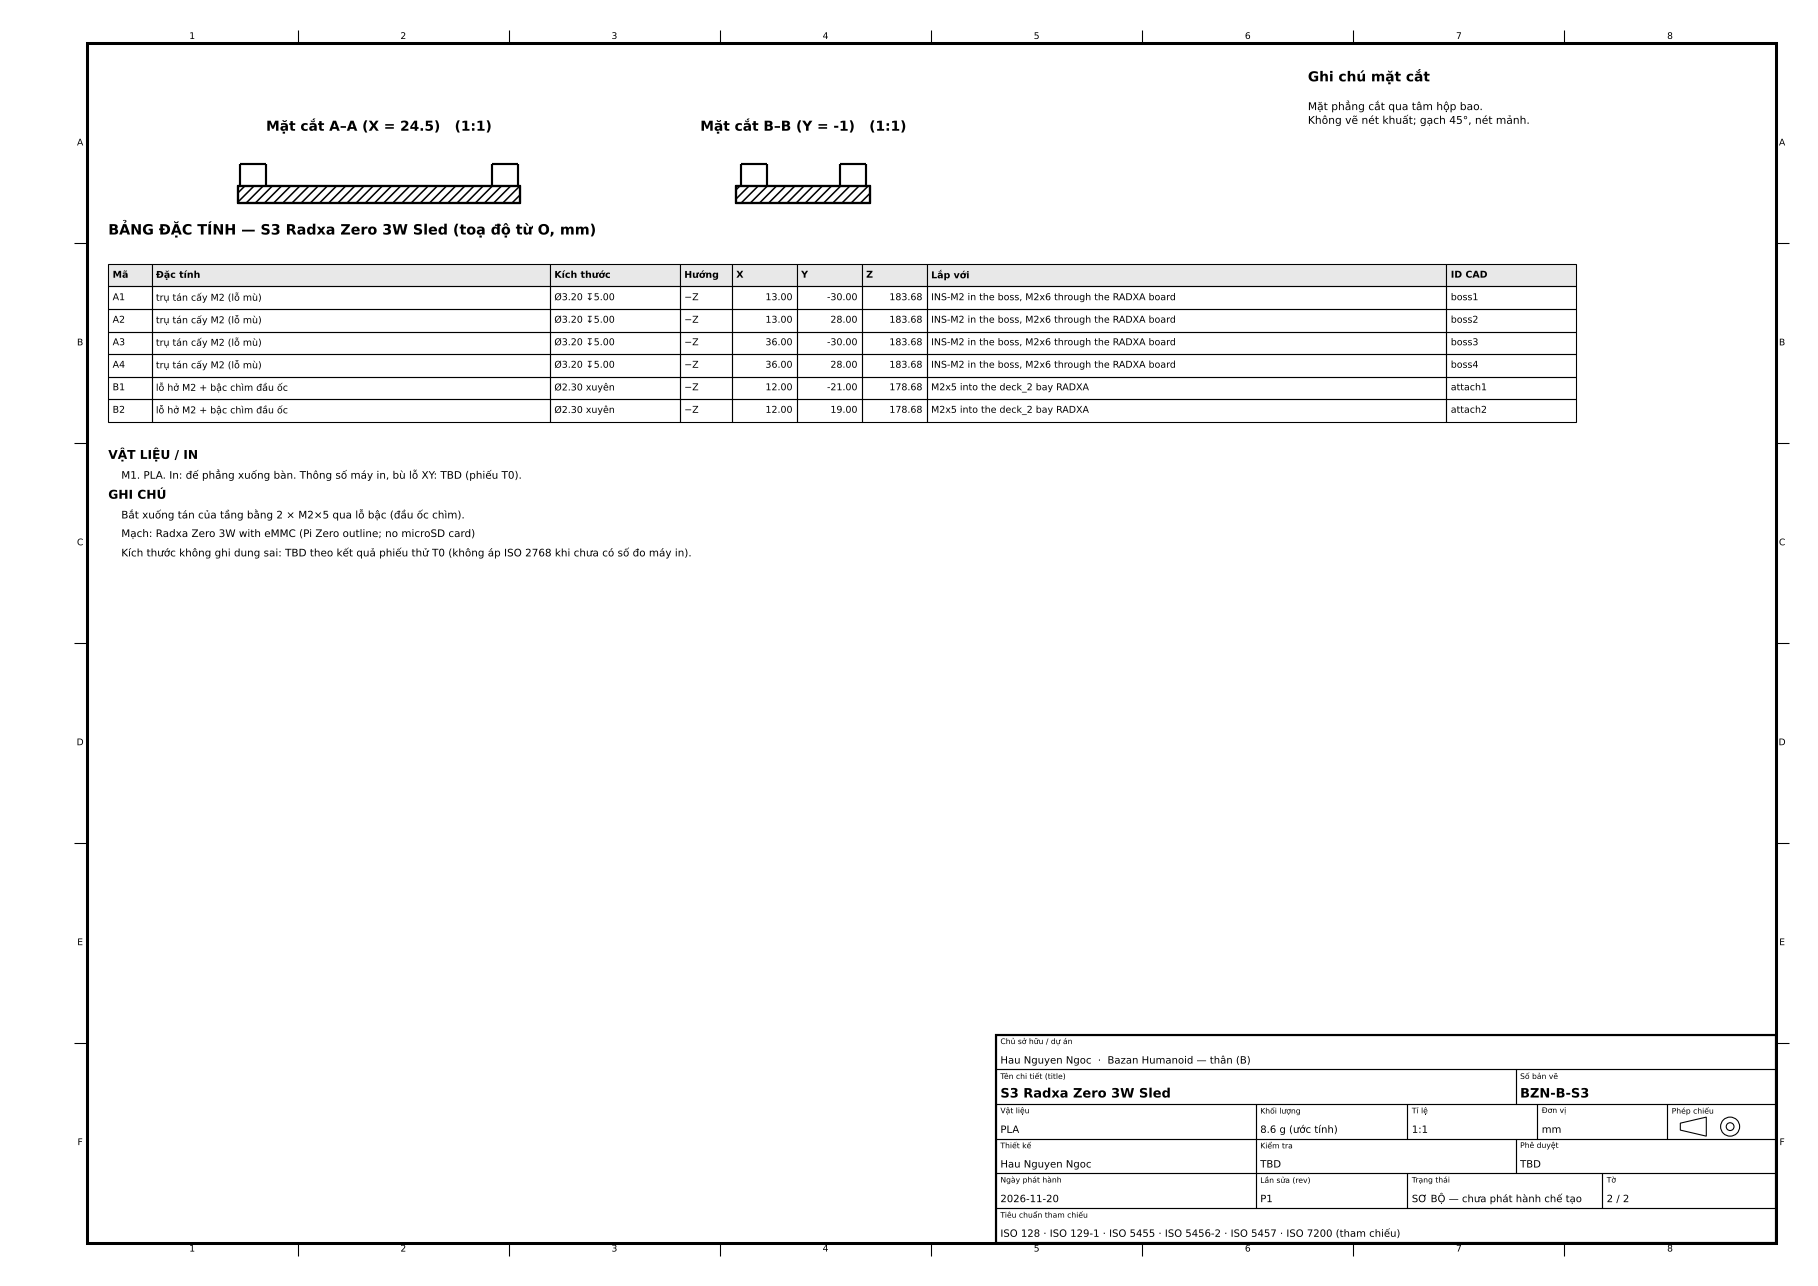 1 2 3 4 5 6 7 8
Ghi chú mặt cắt
Mặt phẳng cắt qua tâm hộp bao.
Không vẽ nét khuất; gạch 45°, nét mảnh.
Mặt cắt A–A (X = 24.5) (1:1)
Mặt cắt B–B (Y = -1) (1:1)
A A
BẢNG ĐẶC TÍNH — S3 Radxa Zero 3W Sled (toạ độ từ O, mm)
Mã Đặc tính Kích thước Hướng X Y Z Lắp với ID CAD
A1 trụ tán cấy M2 (lỗ mù) Ø3.20 ↧5.00 −Z 13.00 -30.00 183.68 INS-M2 in the boss, M2x6 through the RADXA board boss1
A2 trụ tán cấy M2 (lỗ mù) Ø3.20 ↧5.00 −Z 13.00 28.00 183.68 INS-M2 in the boss, M2x6 through the RADXA board boss2
A3 trụ tán cấy M2 (lỗ mù) Ø3.20 ↧5.00 −Z 36.00 -30.00 183.68 INS-M2 in the boss, M2x6 through the RADXA board boss3
A4 trụ tán cấy M2 (lỗ mù) Ø3.20 ↧5.00 −Z 36.00 28.00 183.68 INS-M2 in the boss, M2x6 through the RADXA board boss4
B1 lỗ hở M2 + bậc chìm đầu ốc Ø2.30 xuyên −Z 12.00 -21.00 178.68 M2x5 into the deck_2 bay RADXA attach1
B2 lỗ hở M2 + bậc chìm đầu ốc Ø2.30 xuyên −Z 12.00 19.00 178.68 M2x5 into the deck_2 bay RADXA attach2
B B
VẬT LIỆU / IN
M1. PLA. In: đế phẳng xuống bàn. Thông số máy in, bù lỗ XY: TBD (phiếu T0).
GHI CHÚ
Bắt xuống tán của tầng bằng 2 × M2×5 qua lỗ bậc (đầu ốc chìm).
Mạch: Radxa Zero 3W with eMMC (Pi Zero outline; no microSD card)
Kích thước không ghi dung sai: TBD theo kết quả phiếu thử T0 (không áp ISO 2768 khi chưa có số đo máy in).
C C
D D
E E
Chủ sở hữu / dự án
Hau Nguyen Ngoc · Bazan Humanoid — thân (B)
Tên chi tiết (title) Số bản vẽ
S3 Radxa Zero 3W Sled BZN-B-S3
Vật liệu Khối lượng Tỉ lệ Đơn vị Phép chiếu
PLA 8.6 g (ước tính) 1:1 mm
F F
Thiết kế Kiểm tra Phê duyệt
Hau Nguyen Ngoc TBD TBD
Ngày phát hành Lần sửa (rev) Trạng thái Tờ
2026-11-20 P1 SƠ BỘ — chưa phát hành chế tạo 2 / 2
Tiêu chuẩn tham chiếu
ISO 128 · ISO 129-1 · ISO 5455 · ISO 5456-2 · ISO 5457 · ISO 7200 (tham chiếu)
1 2 3 4 5 6 7 8